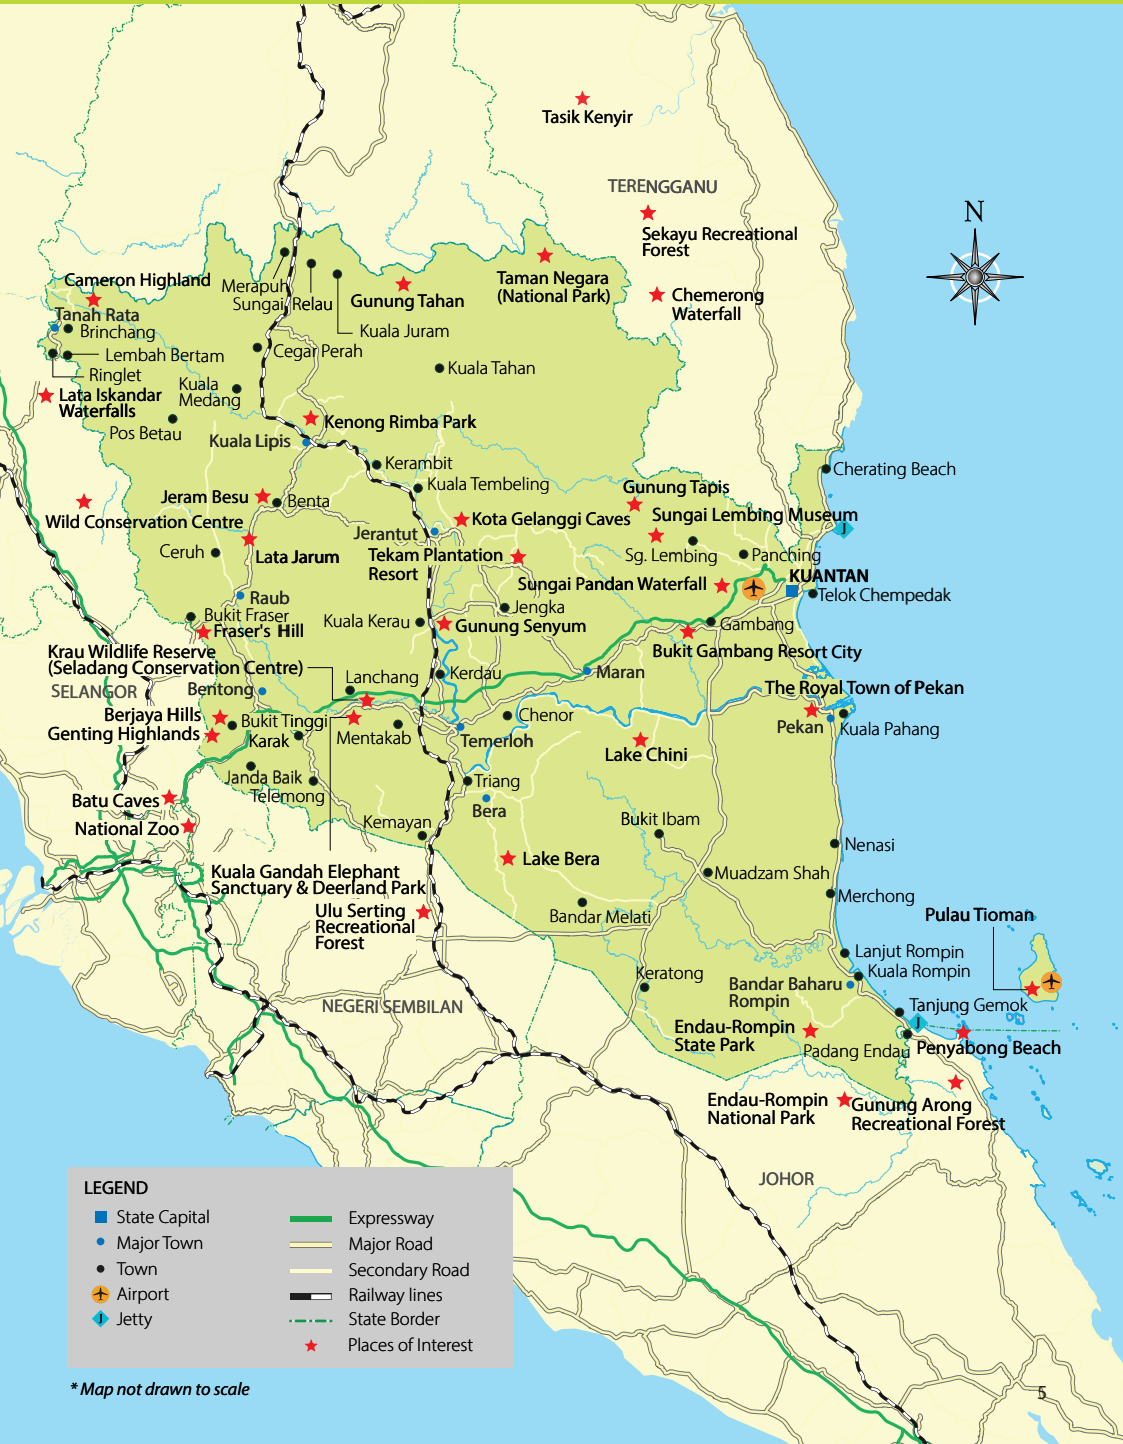 Tasik Kenyir
TERENGGANU
N
Sekayu Recreational
Forest
Cameron Highland
Merapuh
Sungai Relau
Gunung Tahan
Taman Negara
(National Park)
Chemerong
Waterfall
Tanah Rata
Brinchang
Kuala Juram
Lembah Bertam
Cegar Perah
Ringlet
Kuala Tahan
Kuala
Medang
Lata Iskandar
Waterfalls
Pos Betau
Kenong Rimba Park
Kuala Lipis
Kerambit
Cherating Beach
Kuala Tembeling
Gunung Tapis
Jeram Besu
Benta
Wild Conservation Centre
Kota Gelanggi Caves
Sungai Lembing Museum
J
Jerantut
Ceruh
Lata Jarum
Tekam Plantation
Resort
Sg. Lembing
Panching
Sungai Pandan Waterfall
KUANTAN
Telok Chempedak
Raub
Bukit Fraser
Jengka
Fraser's Hill
Kuala Kerau
Gunung Senyum
Gambang
Krau Wildlife Reserve
(Seladang Conservation Centre)
Bukit Gambang Resort City
SELANGOR
Bentong
Lanchang
Kerdau
Maran
The Royal Town of Pekan
Berjaya Hills
Bukit Tinggi
Genting Highlands
Karak
Mentakab
Chenor
Temerloh
Lake Chini
Pekan
Kuala Pahang
Janda Baik
Telemong
Triang
Batu Caves
Bera
National Zoo
Kemayan
Bukit Ibam
Nenasi
Lake Bera
Kuala Gandah Elephant
Sanctuary & Deerland Park
Muadzam Shah
Merchong
Ulu Serting
Recreational
Forest
Bandar Melati
Pulau Tioman
Lanjut Rompin
Kuala Rompin
Keratong
Bandar Baharu
Rompin
NEGERI SEMBILAN
Tanjung Gemok
J
Endau-Rompin
State Park
Padang Endau
Penyabong Beach
Endau-Rompin
National Park
Gunung Arong
Recreational Forest
JOHOR
LEGEND
State Capital
Major Town
Town
Airport
J Jetty
Expressway
Major Road
Secondary Road
Railway lines
State Border
Places of Interest
* Map not drawn to scale
5